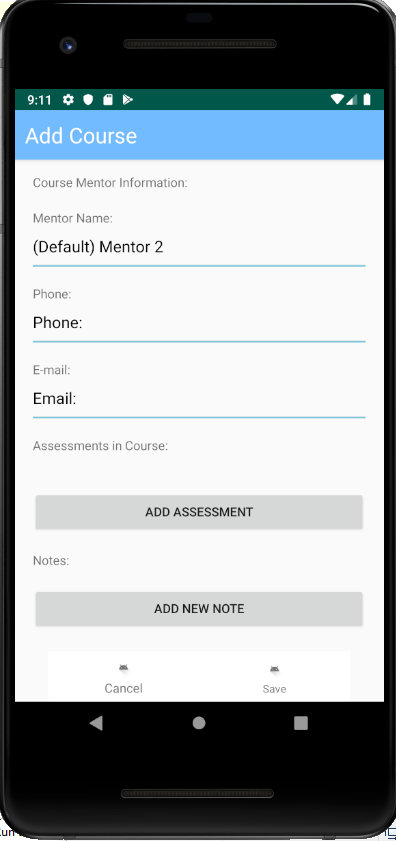 9:11
Add Course
Course Mentor Information:
Mentor Name:
(Default) Mentor 2
Phone:
Phone:
E-mail:
Email:
Assessments in Course:
ADD ASSESSMENT
Notes:
ADD NEW NOTE
Cancel Save